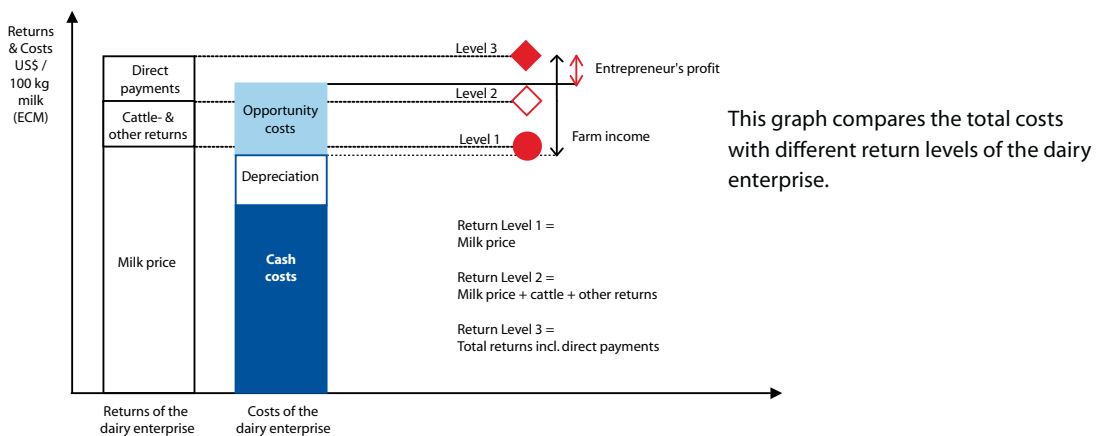 Returns
& Costs
US$ /
100 kg
milk
(ECM)
Direct
payments
Cattle- &
other returns
Milk price
Opportunity
costs
Depreciation
Cash
costs
Level 3
Level 2
Level 1
Entrepreneur's profit
Farm income
Return Level 1 =
Milk price
Return Level 2 =
Milk price + cattle + other returns
Return Level 3 =
Total returns incl. direct payments
Returns of the
dairy enterprise
Costs of the
dairy enterprise
This graph compares the total costs
with different return levels of the dairy
enterprise.